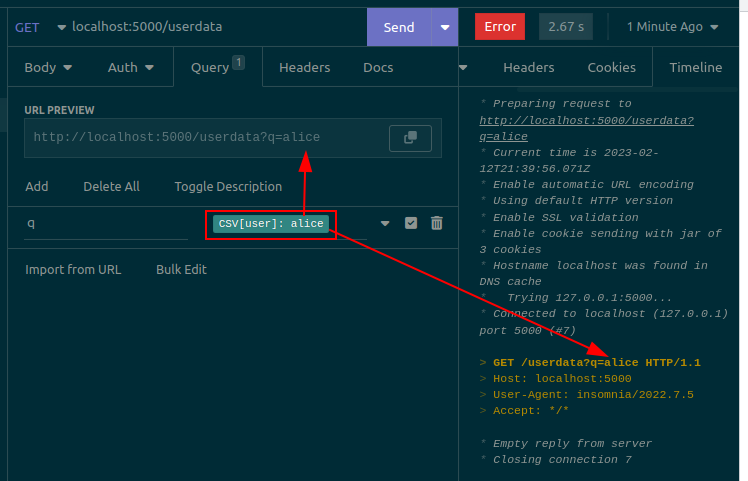 GET localhost:5000/userdata Send Error 2.67 s 1 Minute Ago
Body Auth Query 1 Headers Docs
URL PREVIEW
http://localhost:5000/userdata?q=alice
Add Delete All Toggle Description
q CSV[user]: alice
Import from URL Bulk Edit
Headers Cookies Timeline
* Preparing request to
http://localhost:5000/userdata?
q=alice
* Current time is 2023-02-
12T21:39:56.071Z
* Enable automatic URL encoding
* Using default HTTP version
* Enable SSL validation
* Enable cookie sending with jar of
3 cookies
* Hostname localhost was found in
DNS cache
*   Trying 127.0.0.1:5000...
* Connected to localhost (127.0.0.1)
port 5000 (#7)
> GET /userdata?q=alice HTTP/1.1
> Host: localhost:5000
> User-Agent: insomnia/2022.7.5
> Accept: */*
* Empty reply from server
* Closing connection 7